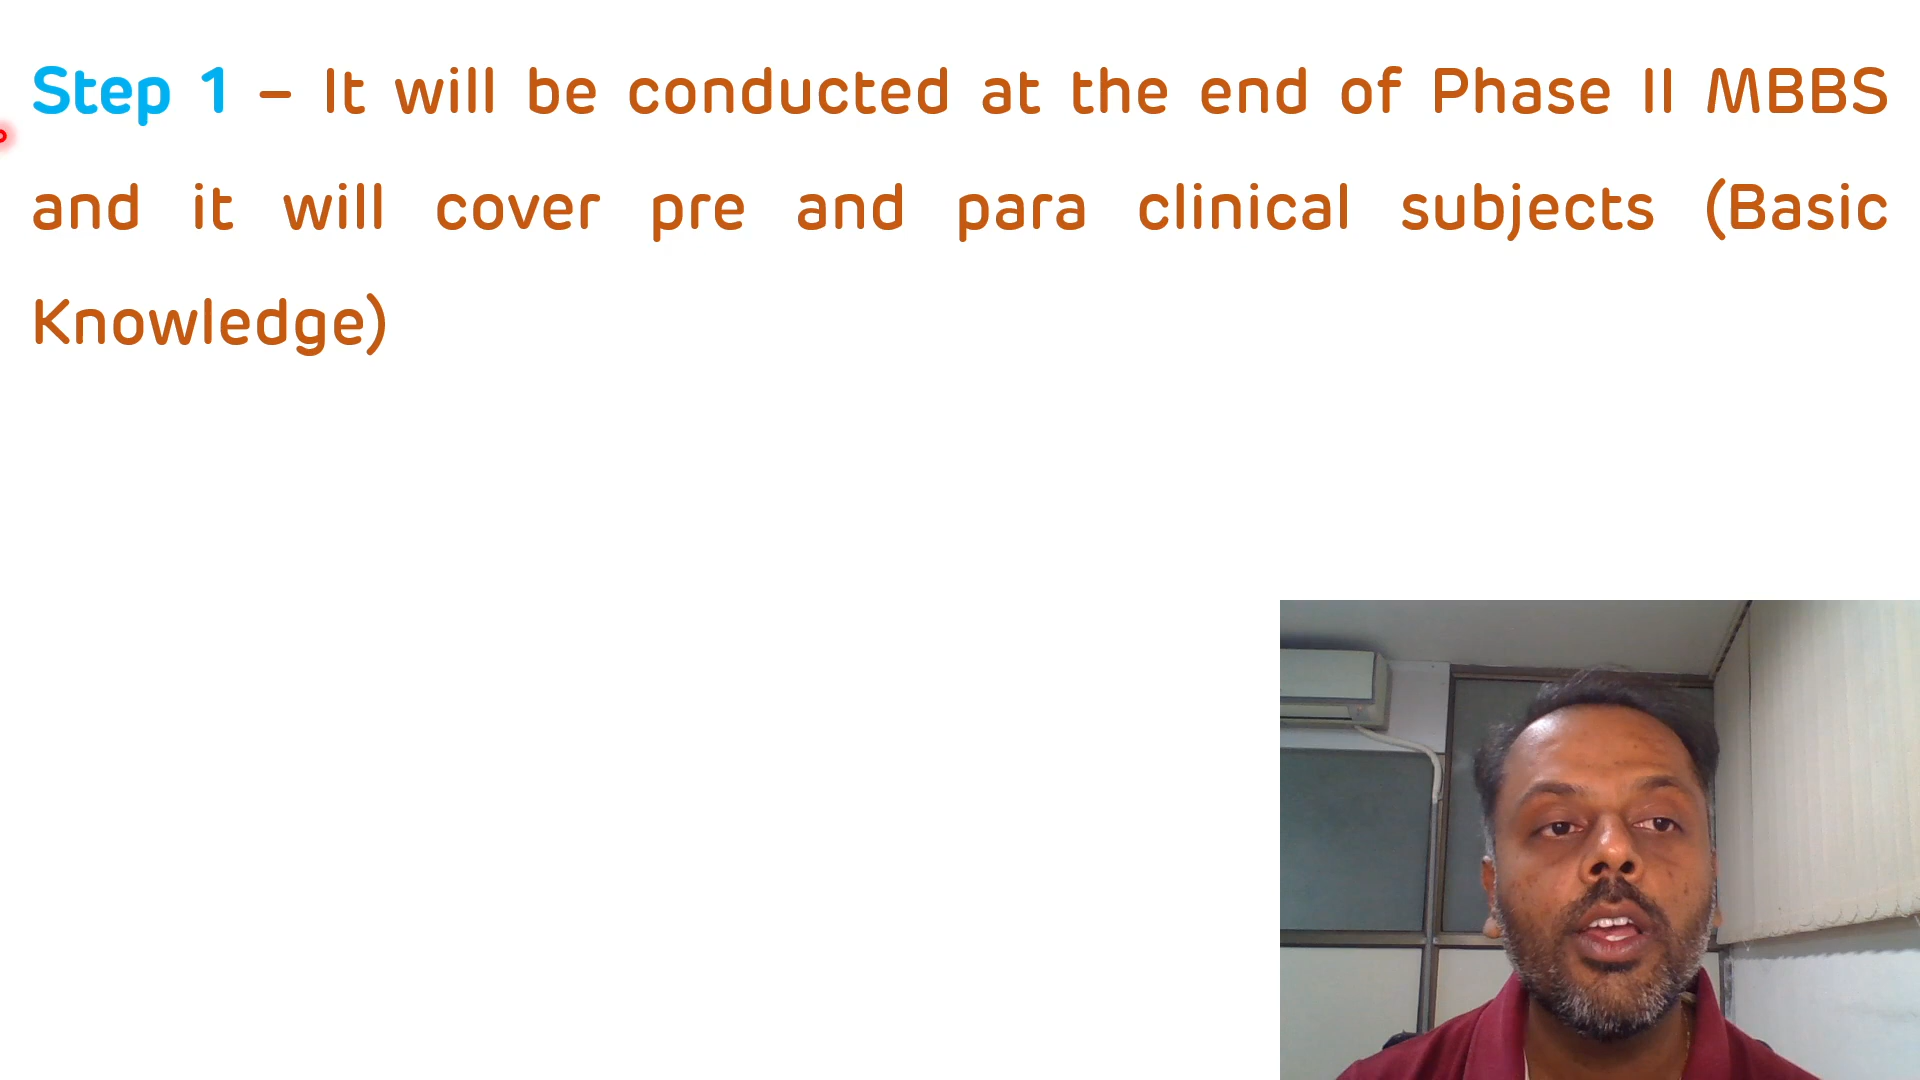 Step 1 – It will be conducted at the end of Phase II MBBS
and it will cover pre and para clinical subjects (Basic
Knowledge)